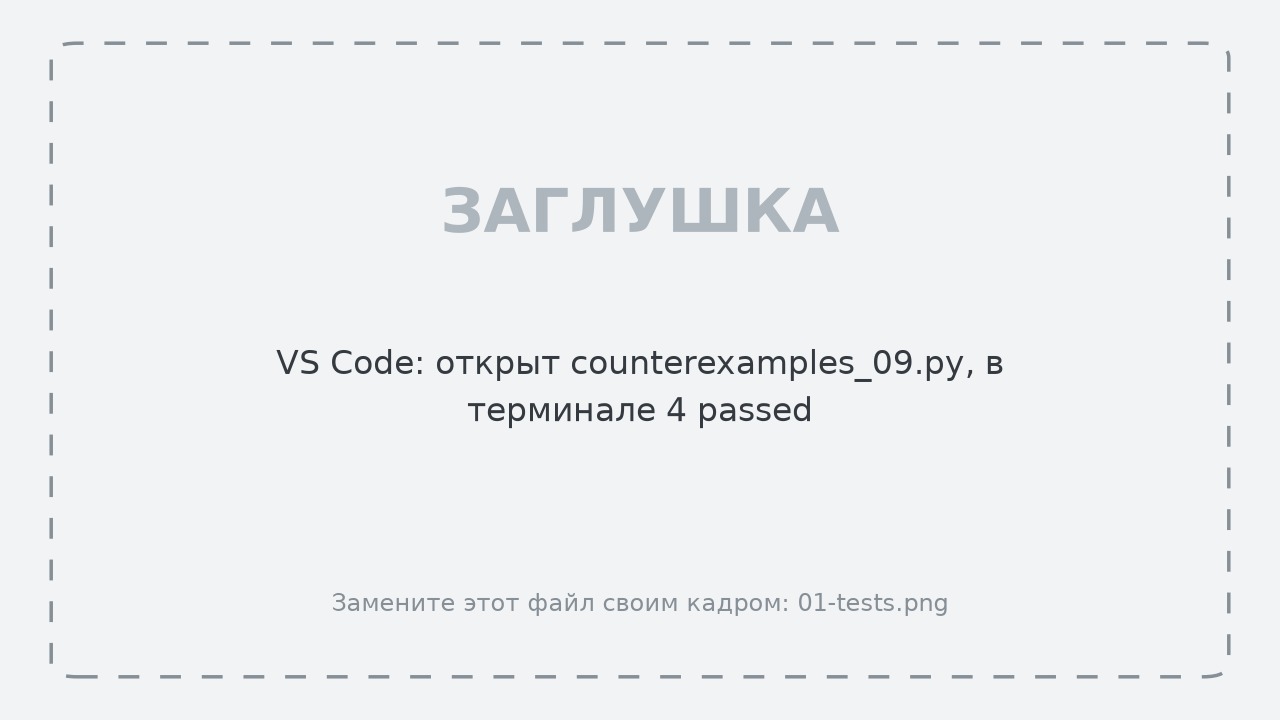 ЗАГЛУШКА
VS Code: открыт counterexamples_09.py, в
терминале 4 passed
Замените этот файл своим кадром: 01-tests.png